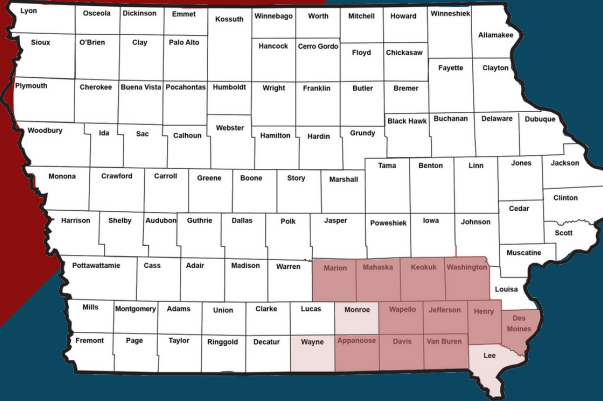 Lyon Osceola Dickinson Emmet Kossuth Winnebago Worth Mitchell Howard Winneshiek Allamakee
Sioux O'Brien Clay Palo Alto Hancock Cerro Gordo Floyd Chickasaw
Fayette Clayton
Plymouth Cherokee Buena Vista Pocahontas Humboldt Wright Franklin Butler Bremer
Black Hawk Buchanan Delaware Dubuque
Woodbury Ida Sac Calhoun Webster Hamilton Hardin Grundy
Tama Benton Linn Jones Jackson
Monona Crawford Carroll Greene Boone Story Marshall
Clinton
Cedar
Harrison Shelby Audubon Guthrie Dallas Polk Jasper Poweshiek Iowa Johnson
Scott
Muscatine
Pottawattamie Cass Adair Madison Warren Marion Mahaska Keokuk Washington
Louisa
Mills Montgomery Adams Union Clarke Lucas Monroe Wapello Jefferson Henry
Des
Moines
Fremont Page Taylor Ringgold Decatur Wayne Appanoose Davis Van Buren
Lee